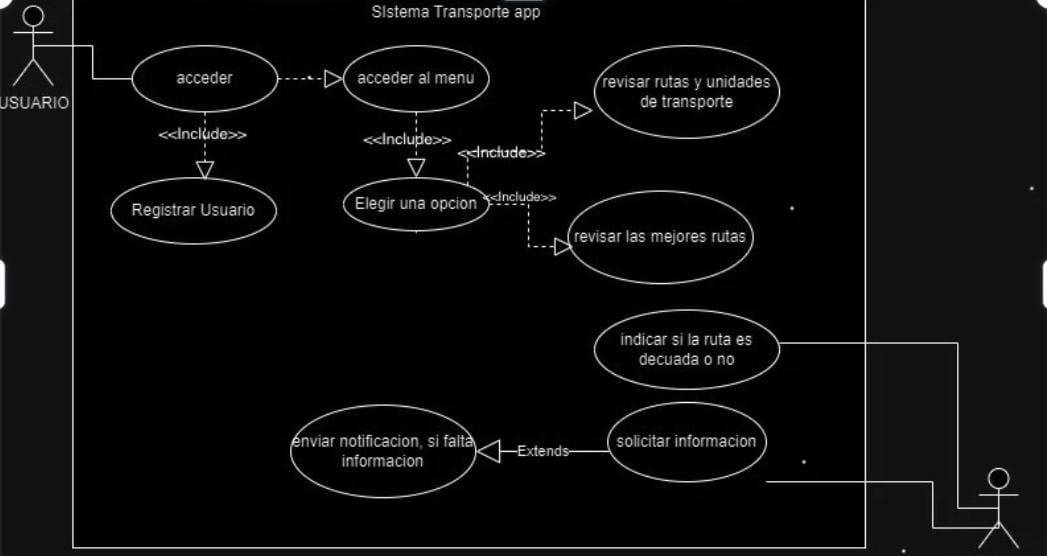 SIstema Transporte app
USUARIO
acceder
acceder al menu
revisar rutas y unidades
de transporte
<<Include>>
<<Include>>
<<Include>>
Registrar Usuario
Elegir una opcion
<<Include>>
revisar las mejores rutas
indicar si la ruta es
decuada o no
enviar notificacion, si falta
informacion
Extends
solicitar informacion